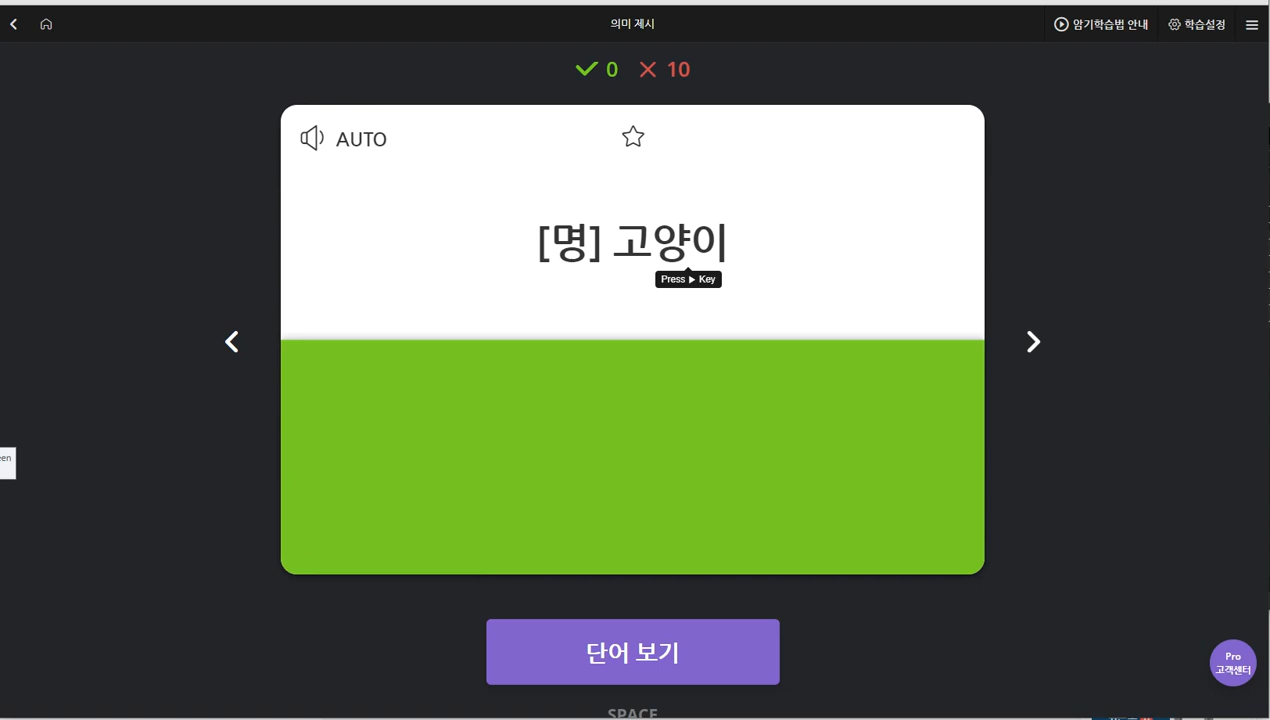 의미 제시
암기학습법 안내
학습설정
0
10
AUTO
[명] 고양이
Press ▶ Key
een
단어 보기
Pro
고객센터
SPACE